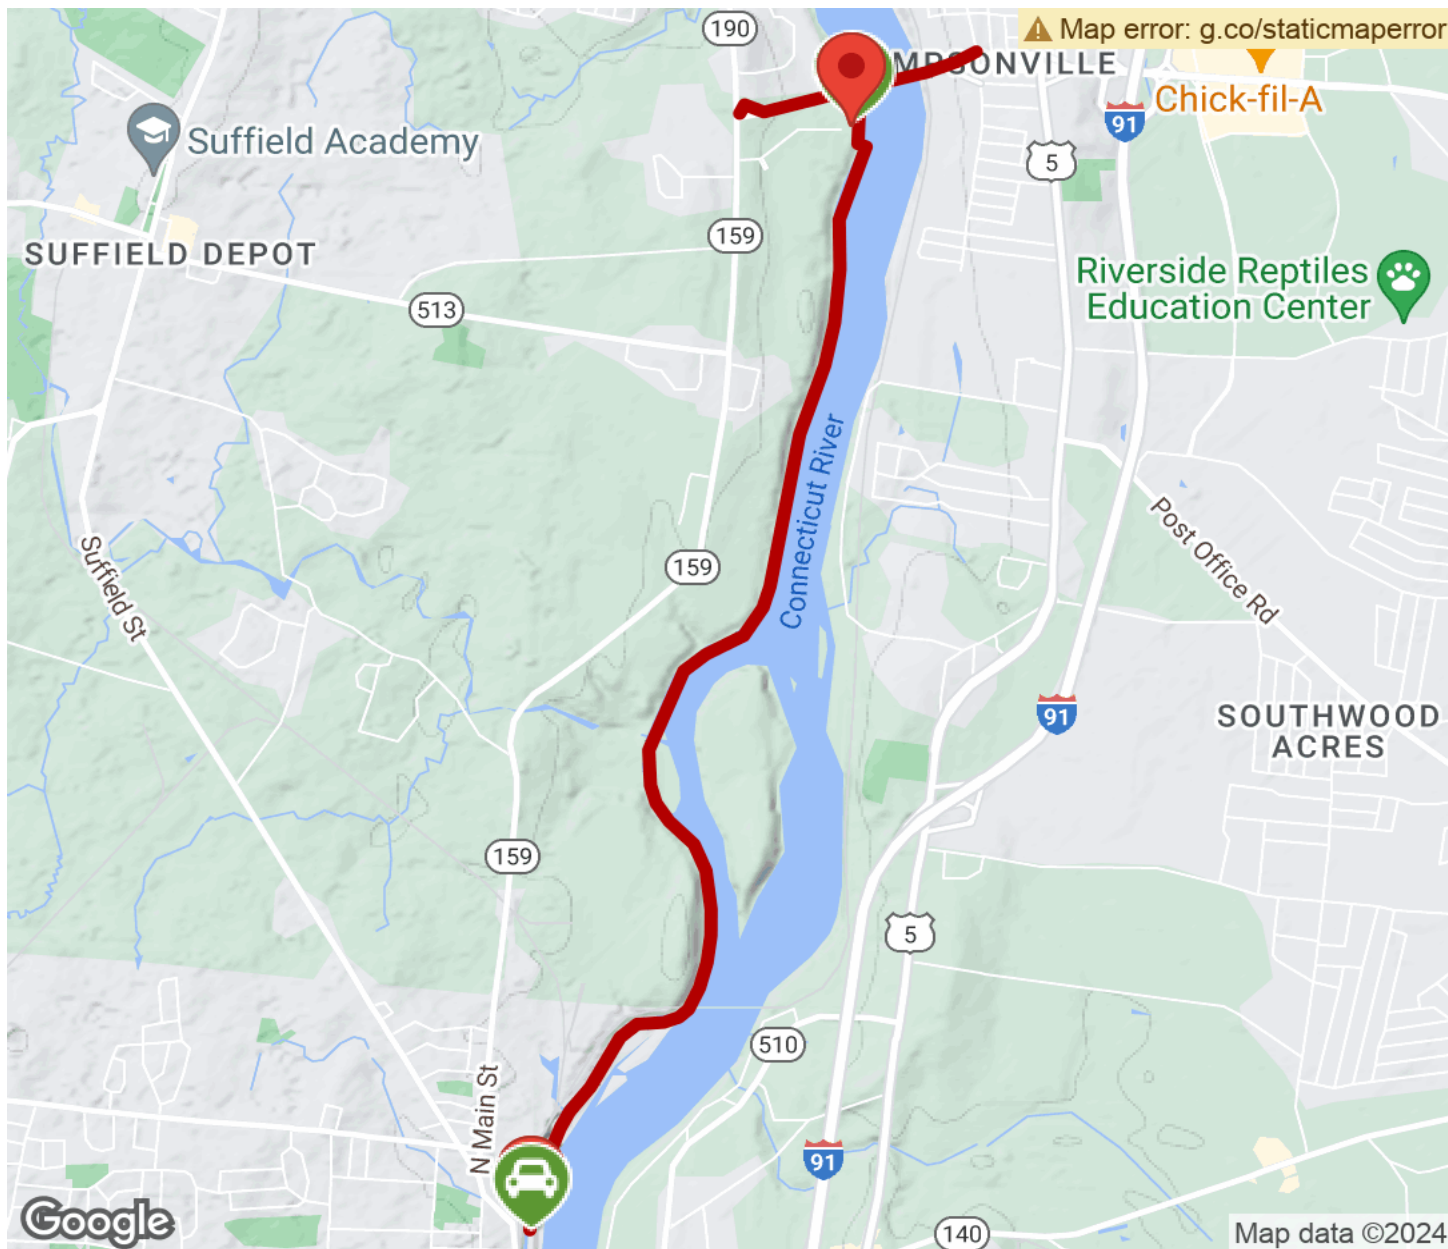 190
Map error: g.co/staticmaperror
MPSONVILLE
Chick-fil-A
91
5
Suffield Academy
159
SUFFIELD DEPOT
Riverside Reptiles
Education Center
513
Connecticut River
Post Office Rd
Suffield St
159
91
SOUTHWOOD
ACRES
159
5
510
N Main St
91
140
Google
Map data ©2024